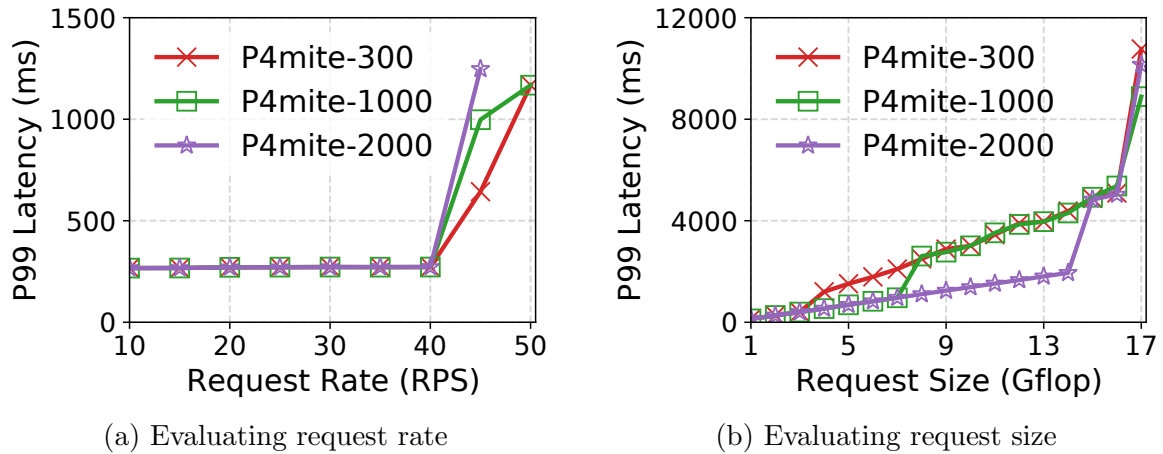 1500
1000
500
0
P99 Latency (ms)
P4mite-300
P4mite-1000
P4mite-2000
10 20 30 40 50
Request Rate (RPS)
(a) Evaluating request rate
12000
8000
4000
0
P99 Latency (ms)
P4mite-300
P4mite-1000
P4mite-2000
1 5 9 13 17
Request Size (Gflop)
(b) Evaluating request size